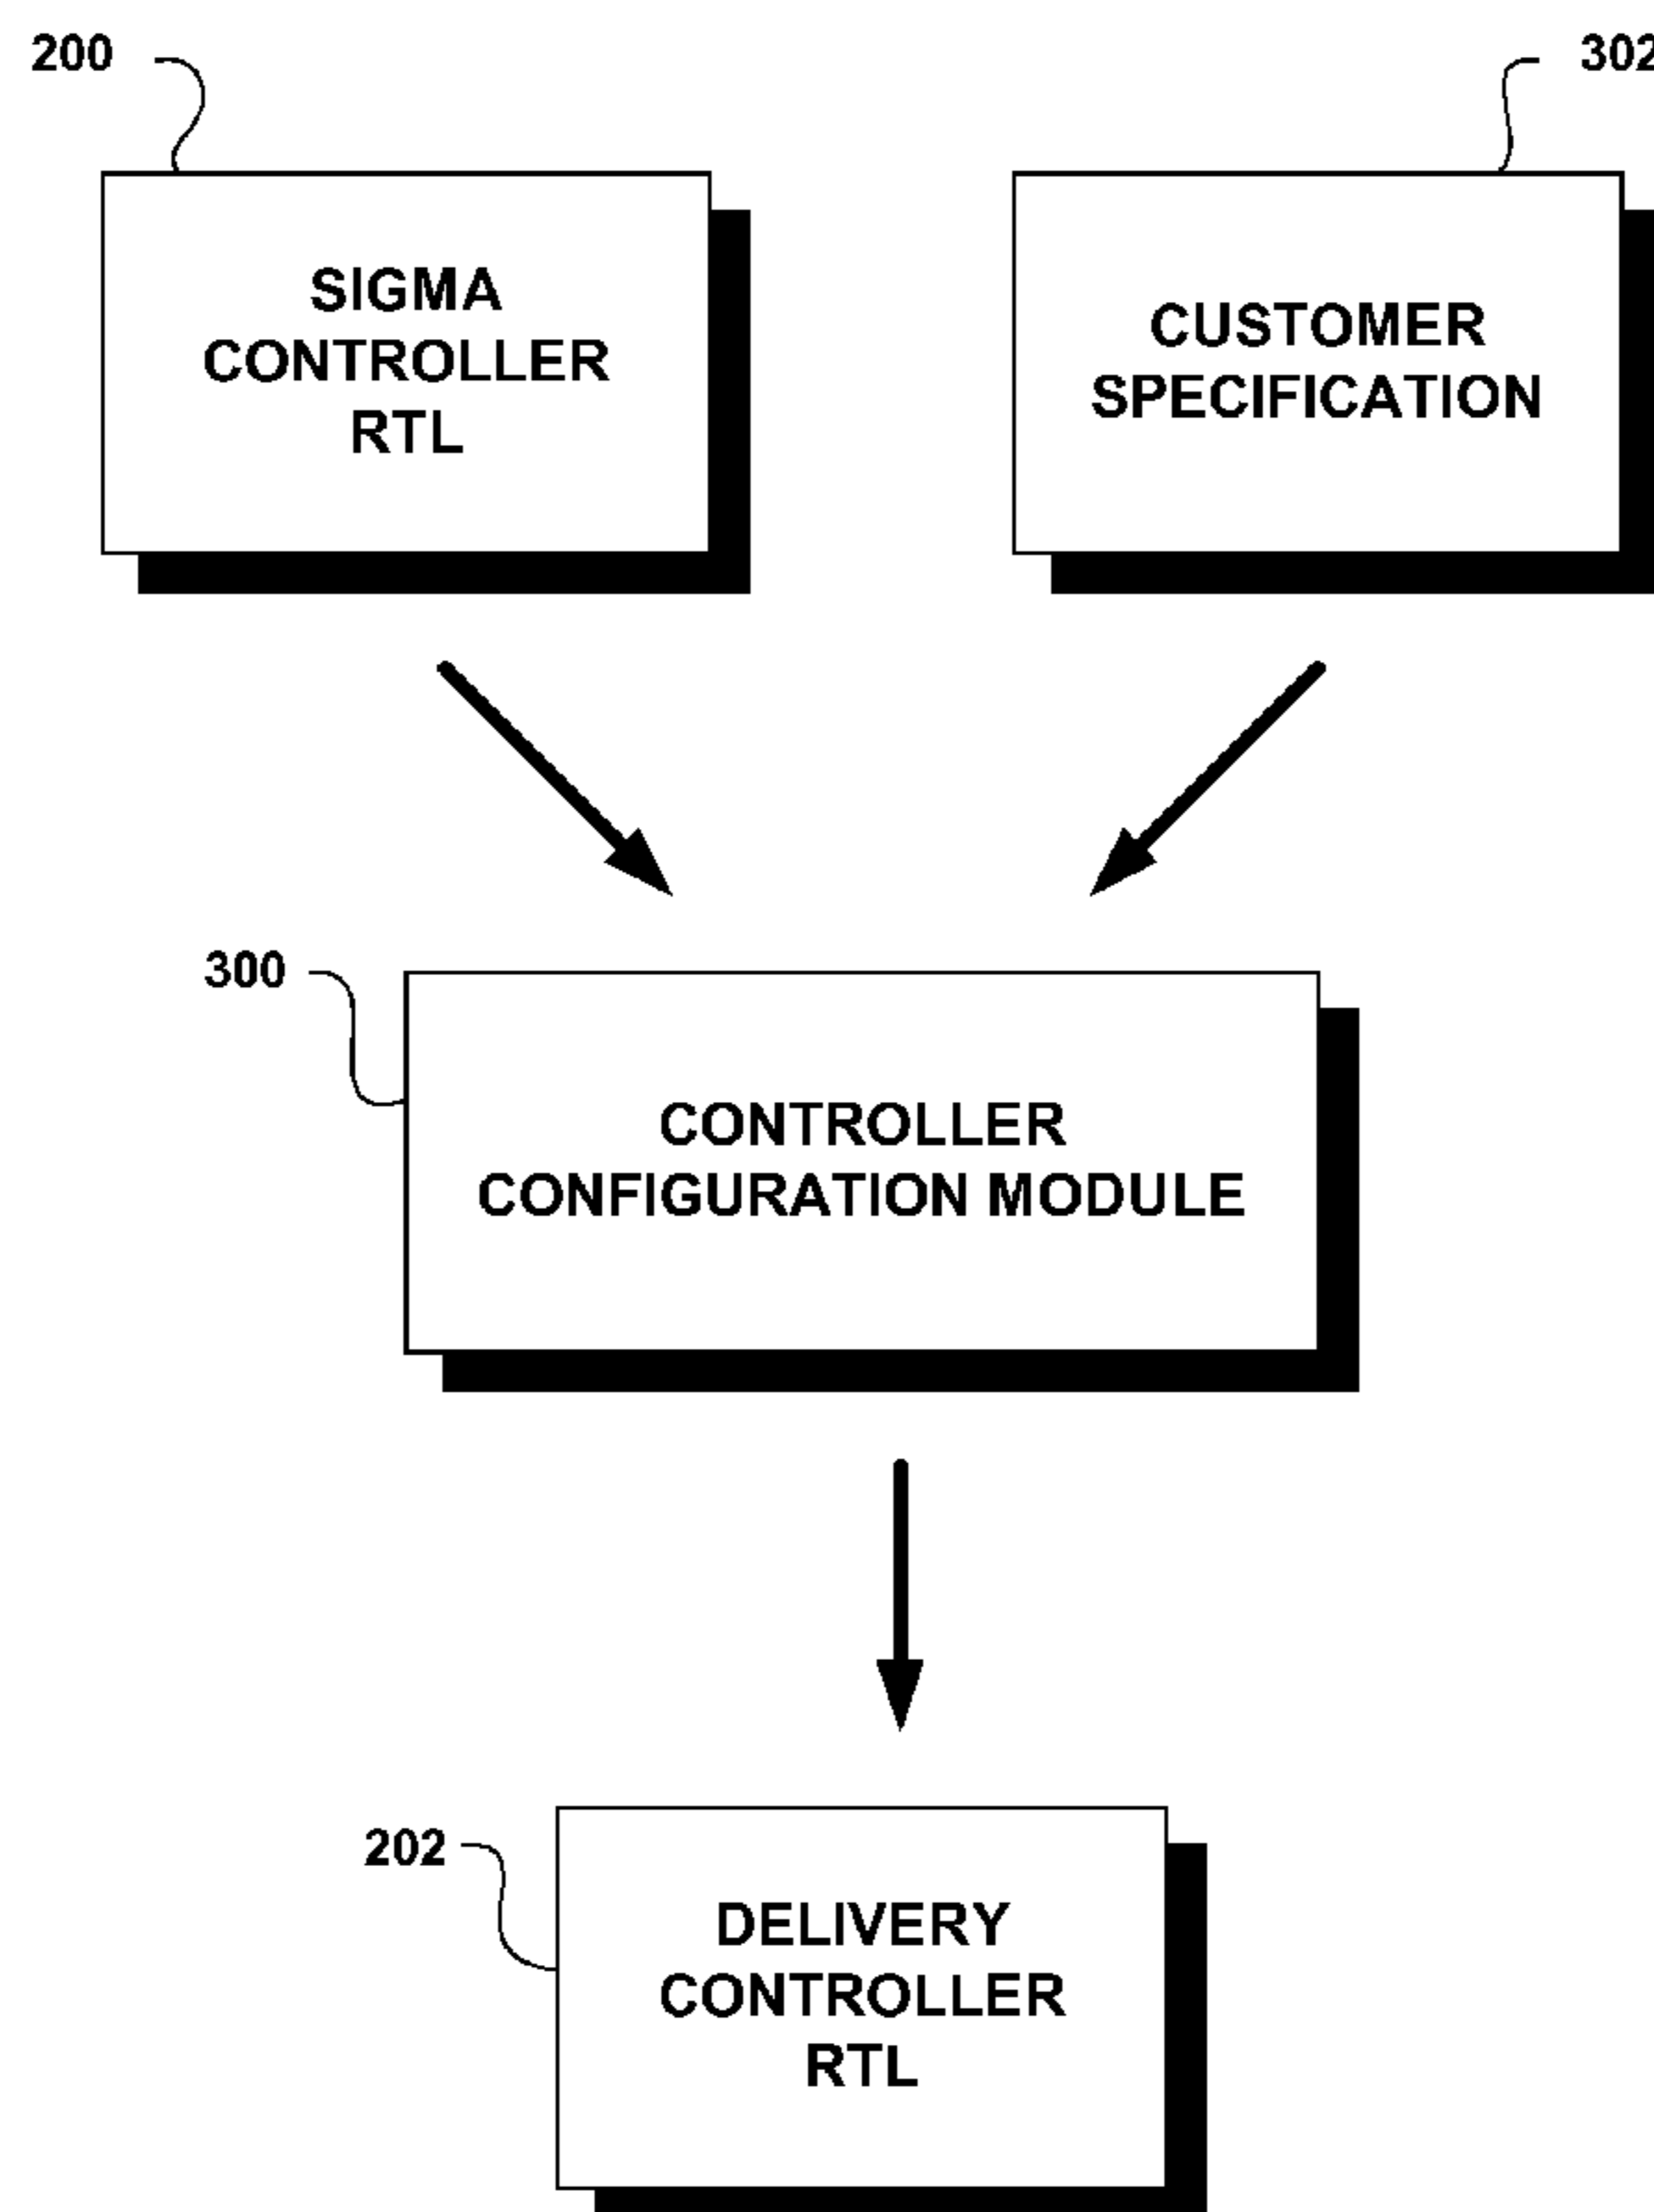 200
302
SIGMA
CONTROLLER
RTL
CUSTOMER
SPECIFICATION
300
CONTROLLER
CONFIGURATION MODULE
202
DELIVERY
CONTROLLER
RTL